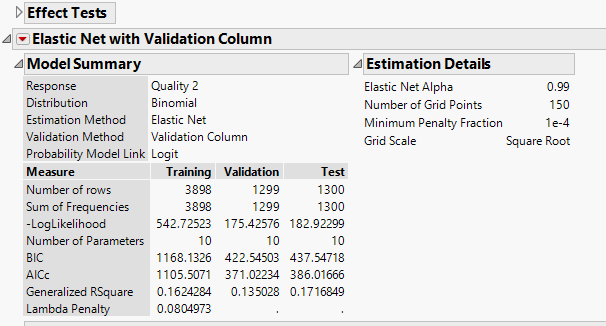 Effect Tests
Elastic Net with Validation Column
Model Summary
Response Quality 2
Distribution Binomial
Estimation Method Elastic Net
Validation Method Validation Column
Probability Model Link Logit
Measure Training Validation Test
Number of rows 3898 1299 1300
Sum of Frequencies 3898 1299 1300
-LogLikelihood 542.72523 175.42576 182.92299
Number of Parameters 10 10 10
BIC 1168.1326 422.54503 437.54718
AICc 1105.5071 371.02234 386.01666
Generalized RSquare 0.1624284 0.135028 0.1716849
Lambda Penalty 0.0804973 . .
Estimation Details
Elastic Net Alpha 0.99
Number of Grid Points 150
Minimum Penalty Fraction 1e-4
Grid Scale Square Root